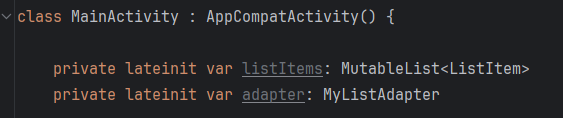 class MainActivity : AppCompatActivity() {
private lateinit var listItems: MutableList<ListItem>
private lateinit var adapter: MyListAdapter